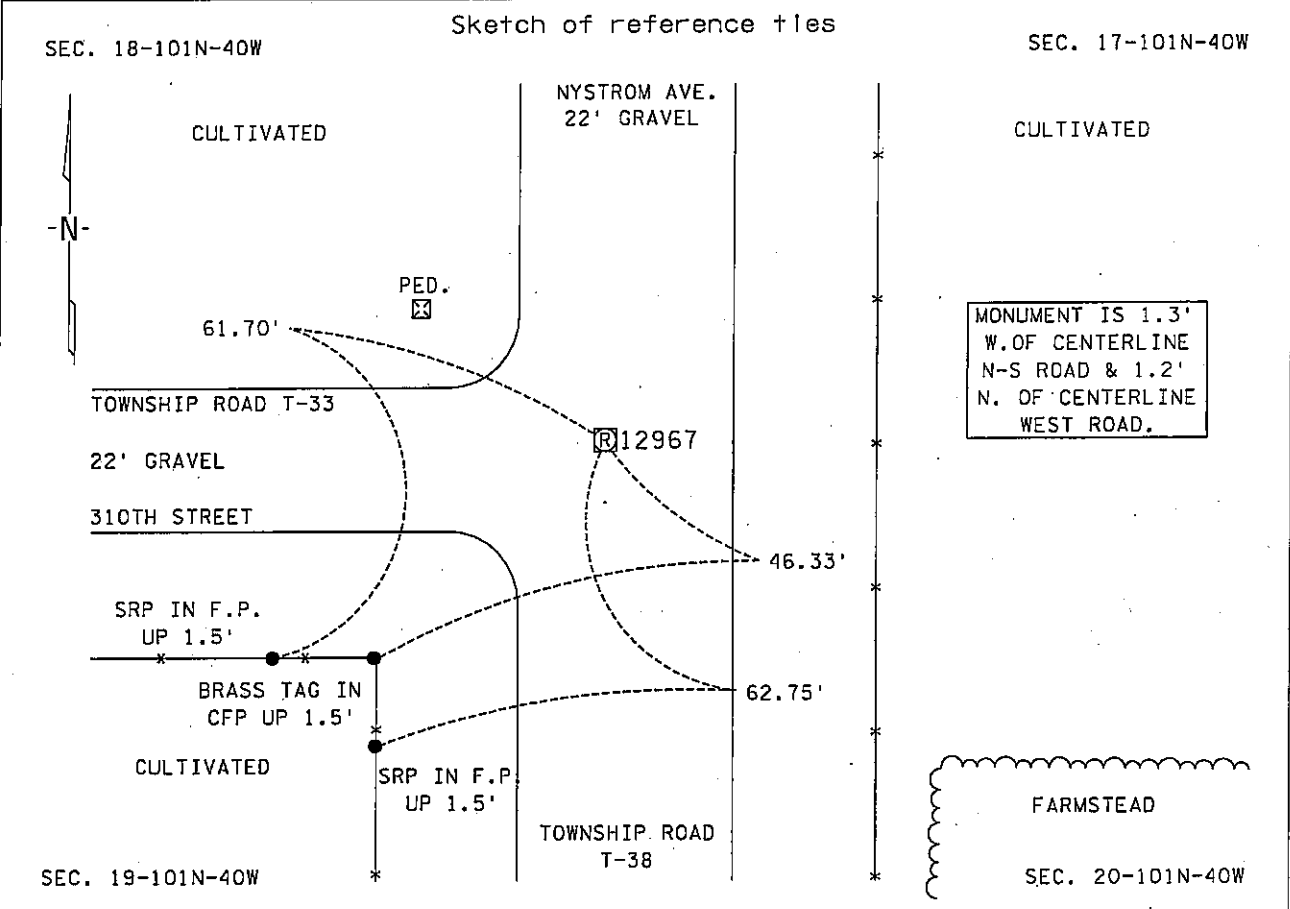 Sketch of reference ties
SEC. 18-101N-40W
SEC. 17-101N-40W
NYSTROM AVE.
22' GRAVEL
CULTIVATED
CULTIVATED
-N-
PED.
61.70'
MONUMENT IS 1.3'
W.OF CENTERLINE
N-S ROAD & 1.2'
N. OF CENTERLINE
WEST ROAD.
TOWNSHIP ROAD T-33
R 12967
22' GRAVEL
310TH STREET
46.33'
SRP IN F.P.
UP 1.5'
BRASS TAG IN
CFP UP 1.5'
62.75'
CULTIVATED
SRP IN F.P.
UP 1.5'
FARMSTEAD
TOWNSHIP ROAD
T-38
SEC. 19-101N-40W
SEC. 20-101N-40W